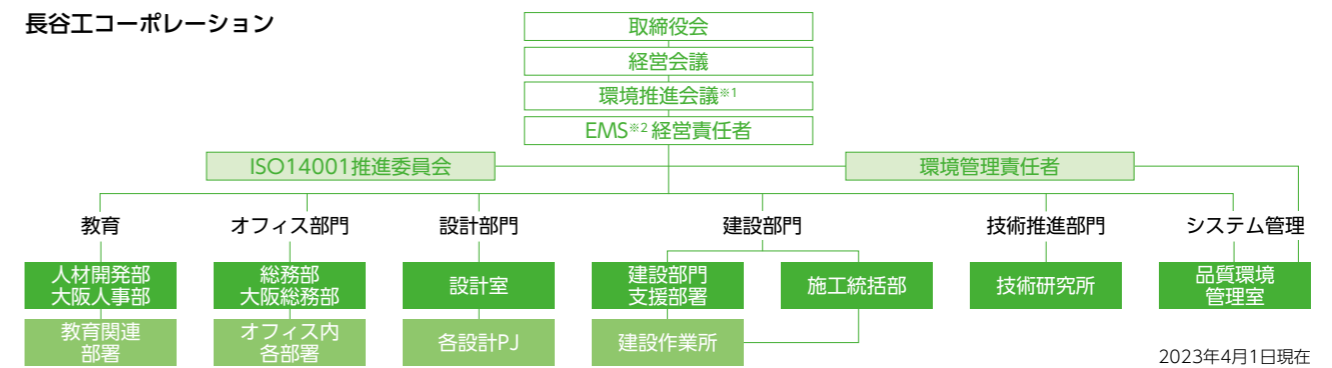 長谷工コーポレーション
取締役会
経営会議
環境推進会議※1
EMS※2 経営責任者
ISO14001推進委員会
環境管理責任者
教育
オフィス部門
設計部門
建設部門
技術推進部門
システム管理
人材開発部
大阪人事部
総務部
大阪総務部
設計室
建設部門
支援部署
施工統括部
技術研究所
品質環境
管理室
教育関連
部署
オフィス内
各部署
各設計PJ
建設作業所
2023年4月1日現在